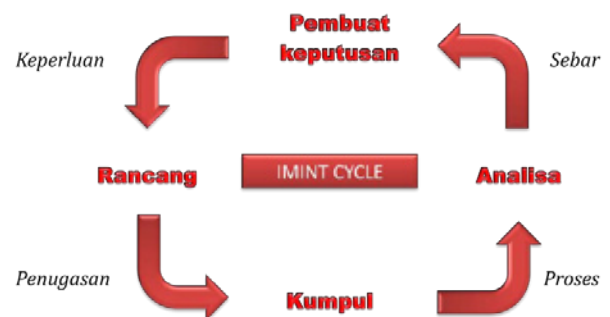 Pembuat
keputusan
Keperluan
Sebar
Rancang
IMINT CYCLE
Analisa
Penugasan
Kumpul
Proses